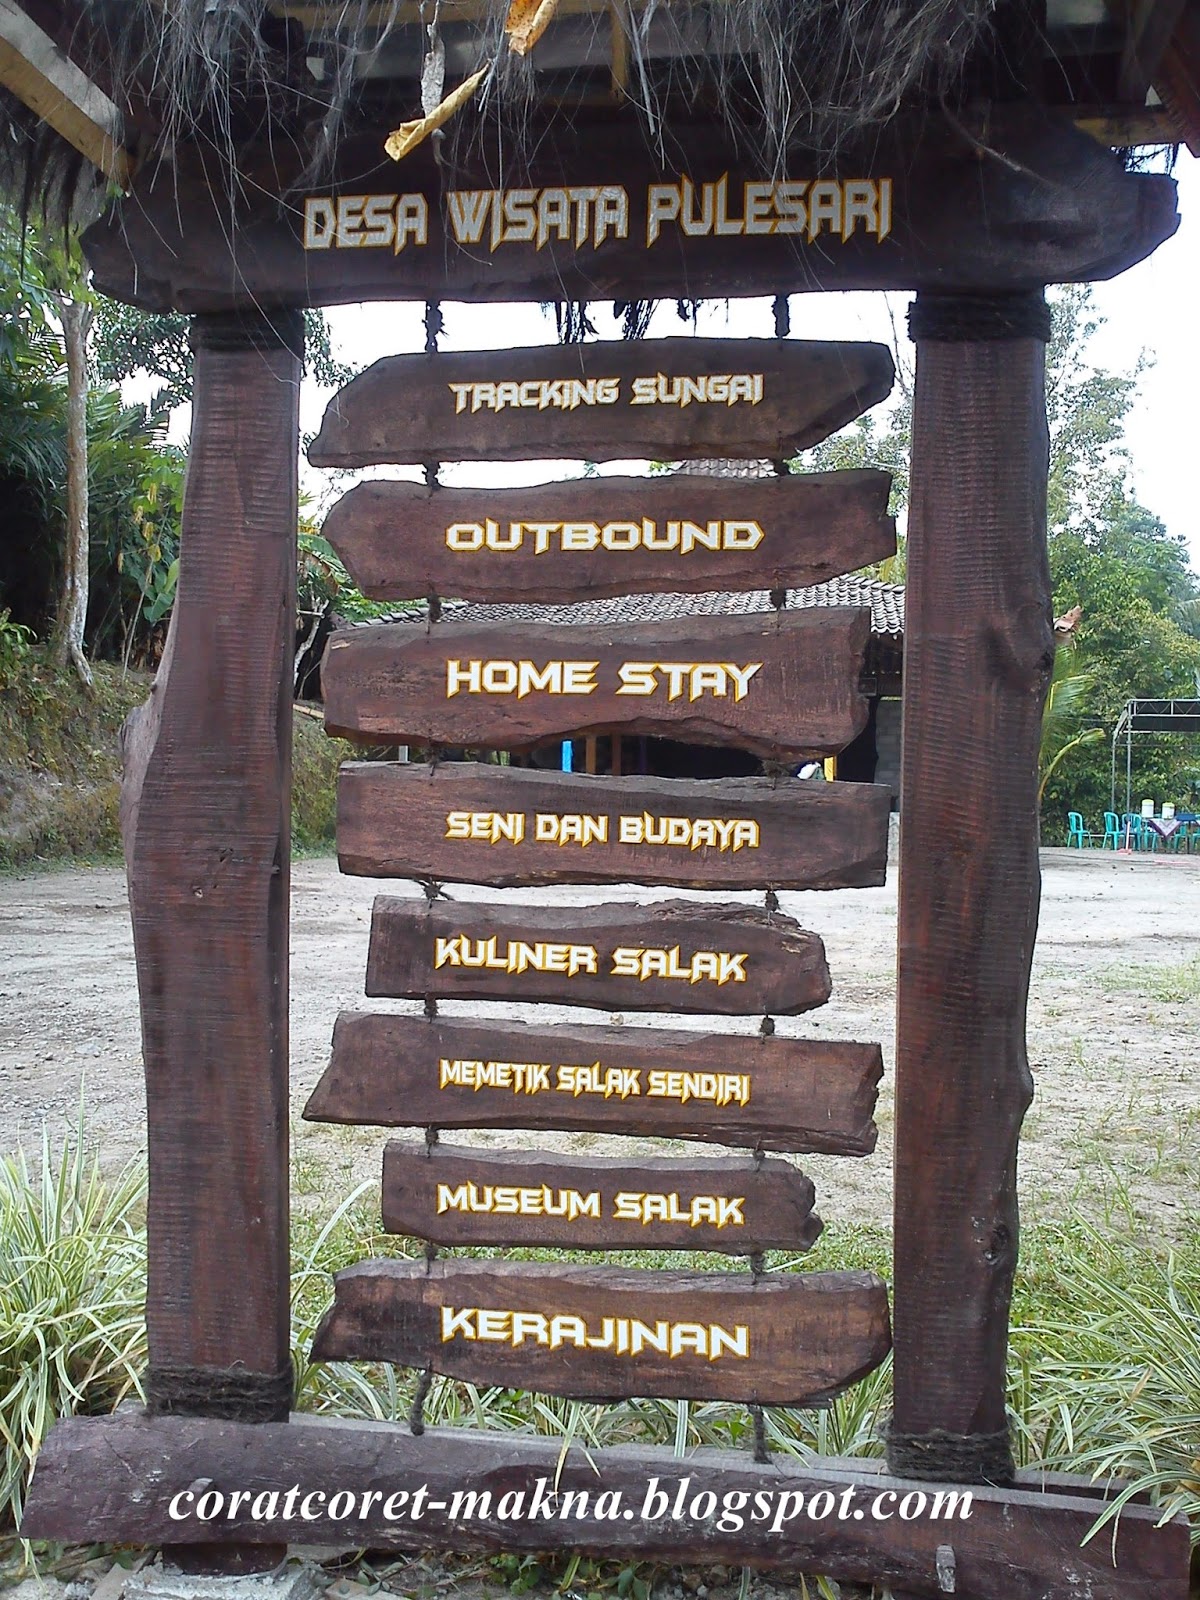 DESA WISATA PULESARI
TRACKING SUNGAI
OUTBOUND
HOME STAY
SENI DAN BUDAYA
KULINER SALAK
MEMETIK SALAK SENDIRI
MUSEUM SALAK
KERAJINAN
coratcoret-makna.blogspot.com